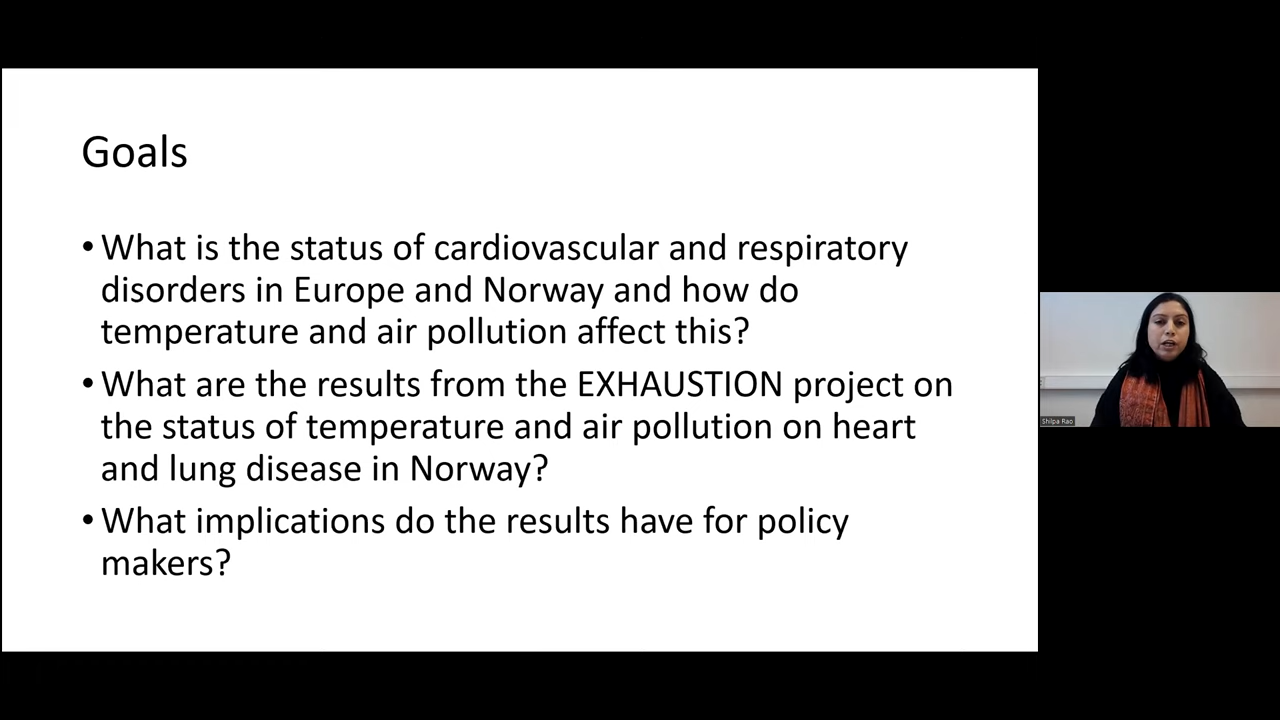 Goals
• What is the status of cardiovascular and respiratory
disorders in Europe and Norway and how do
temperature and air pollution affect this?
• What are the results from the EXHAUSTION project on
the status of temperature and air pollution on heart
and lung disease in Norway?
• What implications do the results have for policy
makers?
Shilpa Rao